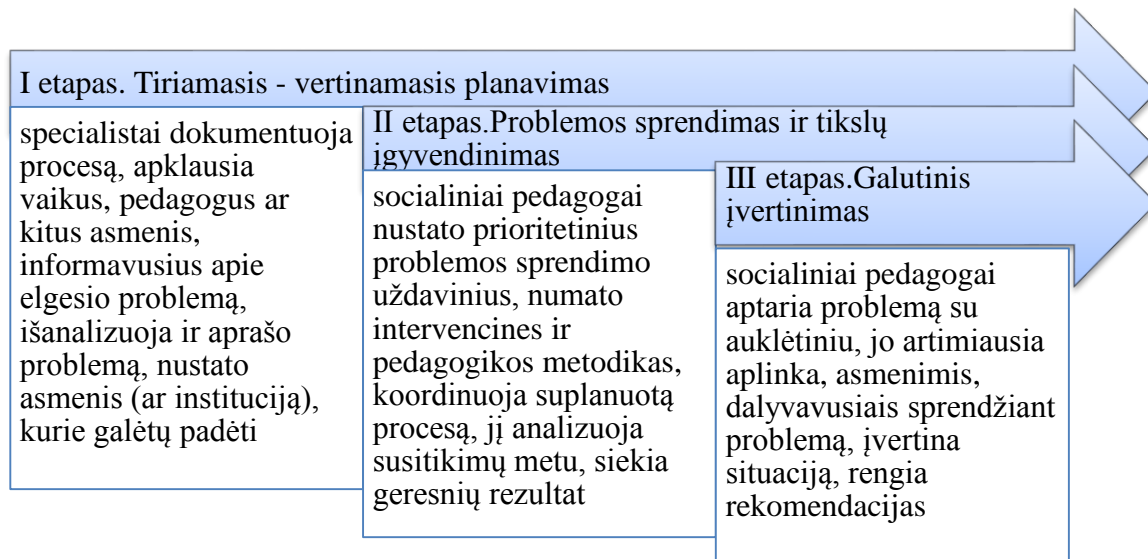 I etapas. Tiriamasis - vertinamasis planavimas
specialistai dokumentuoja
procesą, apklausia
vaikus, pedagogus ar
kitus asmenis,
informavusius apie
elgesio problemą,
išanalizuoja ir aprašo
problemą, nustato
asmenis (ar instituciją),
kurie galėtų padėti
II etapas.Problemos sprendimas ir tikslų
įgyvendinimas
socialiniai pedagogai
nustato prioritetinius
problemos sprendimo
uždavinius, numato
intervencines ir
pedagogikos metodikas,
koordinuoja suplanuotą
procesą, jį analizuoja
susitikimų metu, siekia
geresnių rezultat
III etapas.Galutinis
įvertinimas
socialiniai pedagogai
aptaria problemą su
auklėtiniu, jo artimiausia
aplinka, asmenimis,
dalyvavusiais sprendžiant
problemą, įvertina
situaciją, rengia
rekomendacijas